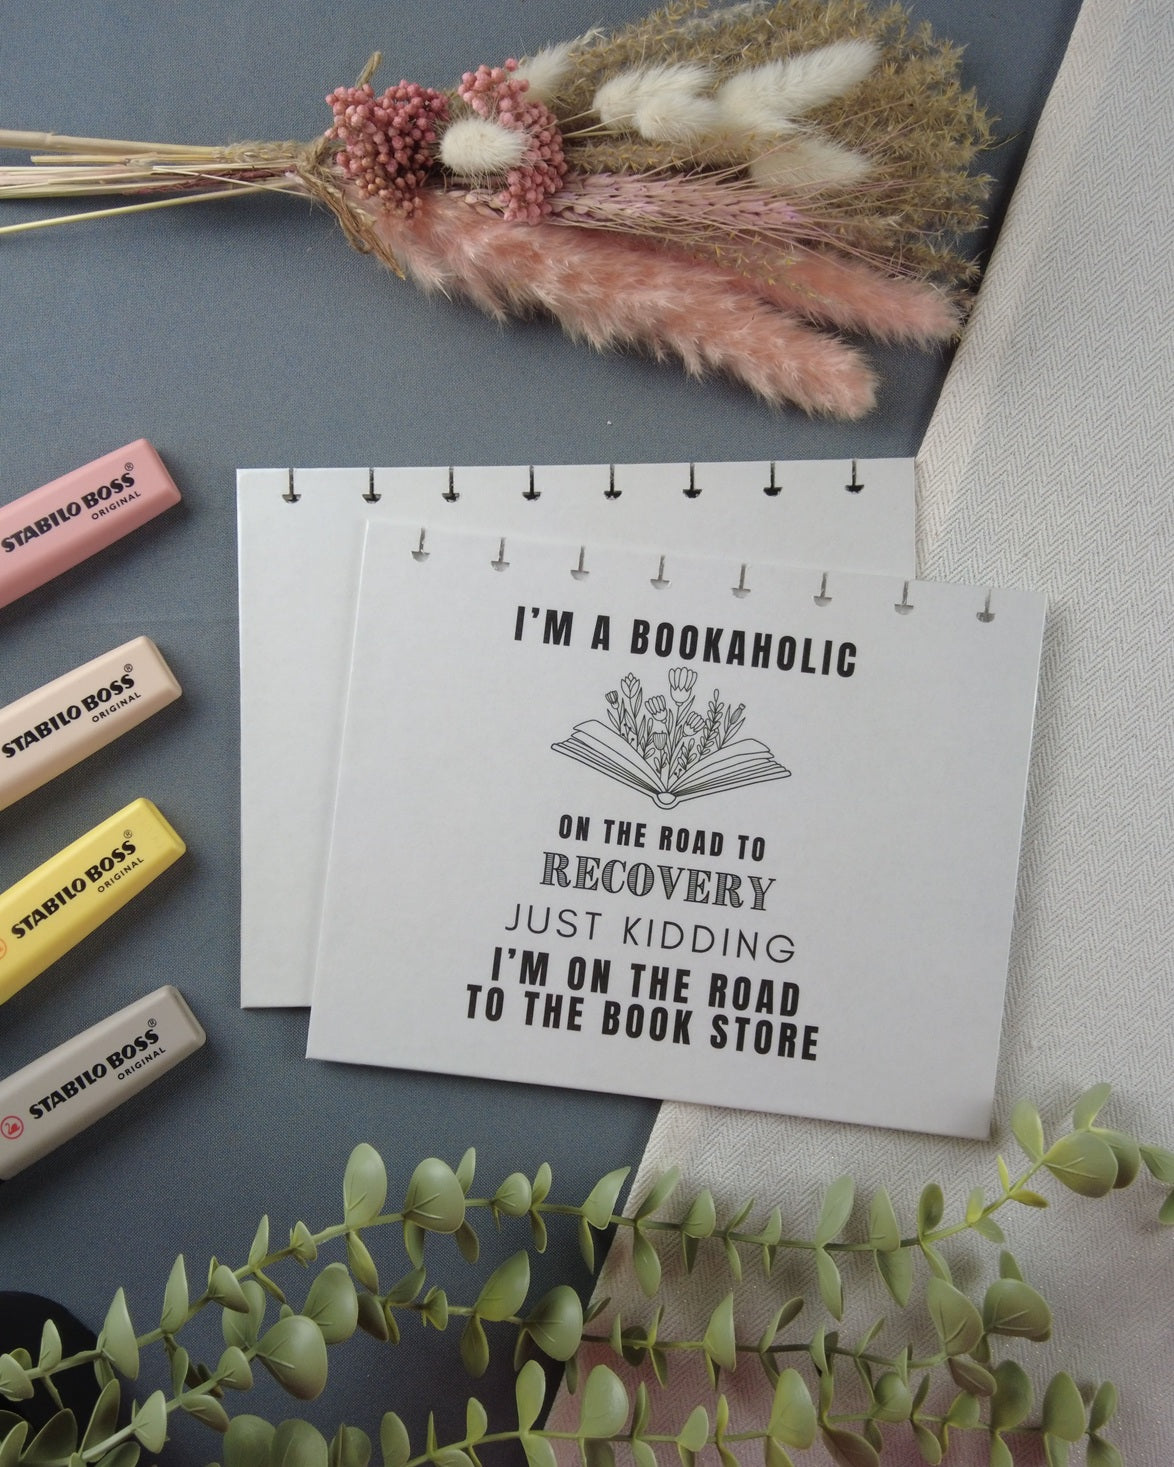 STABILO BOSS®
ORIGINAL
STABILO BOSS®
ORIGINAL
STABILO BOSS®
ORIGINAL
STABILO BOSS®
ORIGINAL
I'M A BOOKAHOLIC
ON THE ROAD TO
RECOVERY
JUST KIDDING
I'M ON THE ROAD
TO THE BOOK STORE